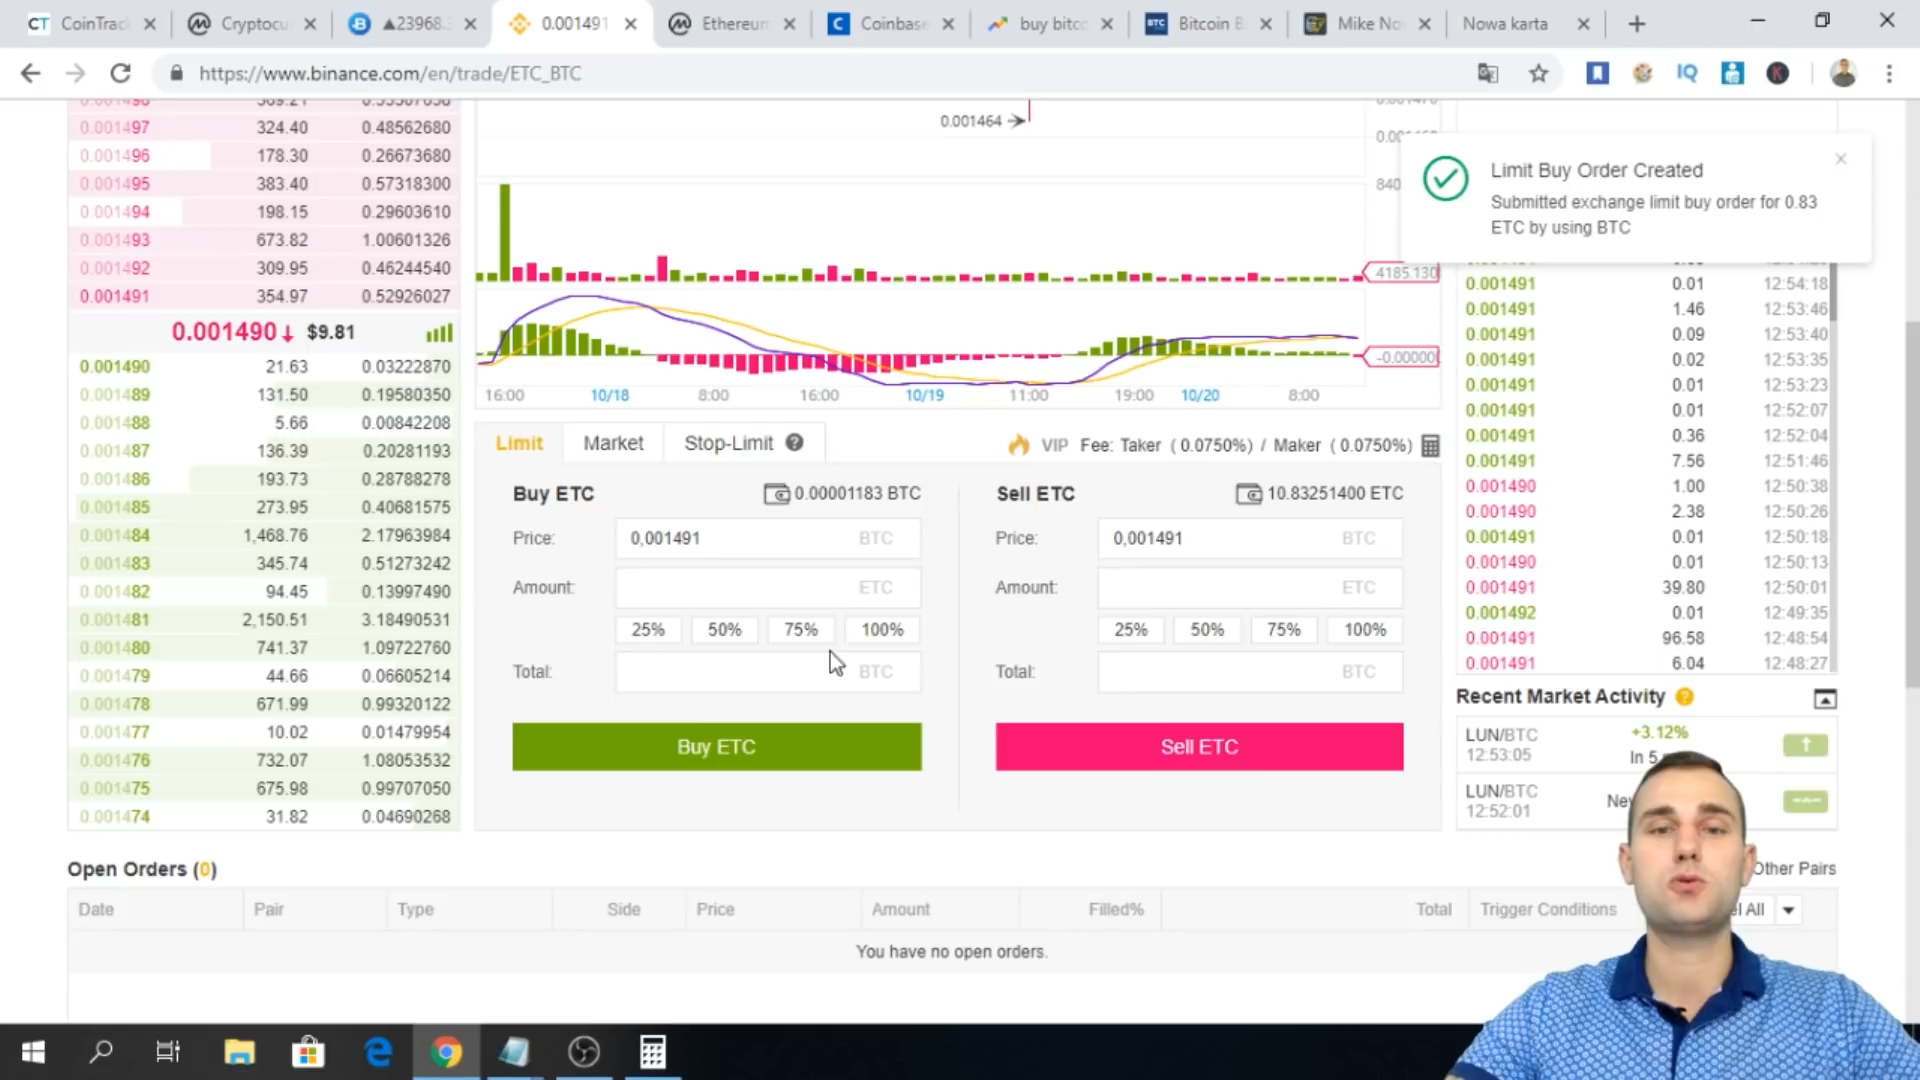 CoinTrack
Cryptocu
▲23968.
0.001491
Ethereum
Coinbase
buy bitco
Bitcoin B
Mike No
Nowa karta
https://www.binance.com/en/trade/ETC_BTC
0.001497 324.40 0.48562680
0.001496 178.30 0.26673680
0.001495 383.40 0.57318300
0.001494 198.15 0.29603610
0.001493 673.82 1.00601326
0.001492 309.95 0.46244540
0.001491 354.97 0.52926027
0.001490↓ $9.81
0.001490 21.63 0.03222870
0.001489 131.50 0.19580350
0.001488 5.66 0.00842208
0.001487 136.39 0.20281193
0.001486 193.73 0.28788278
0.001485 273.95 0.40681575
0.001484 1,468.76 2.17963984
0.001483 345.74 0.51273242
0.001482 94.45 0.13997490
0.001481 2,150.51 3.18490531
0.001480 741.37 1.09722760
0.001479 44.66 0.06605214
0.001478 671.99 0.99320122
0.001477 10.02 0.01479954
0.001476 732.07 1.08053532
0.001475 675.98 0.99707050
0.001474 31.82 0.04690268
0.001464
840
4185.130
-0.00000
16:00 10/18 8:00 16:00 10/19 11:00 19:00 10/20 8:00
Limit Buy Order Created
Submitted exchange limit buy order for 0.83
ETC by using BTC
Limit Market Stop-Limit ?
VIP Fee: Taker ( 0.0750%) / Maker ( 0.0750%)
Buy ETC 0.00001183 BTC
Price: 0,001491 BTC
Amount: ETC
25% 50% 75% 100%
Total: BTC
Buy ETC
Sell ETC 10.83251400 ETC
Price: 0,001491 BTC
Amount: ETC
25% 50% 75% 100%
Total: BTC
Sell ETC
0.001491 0.01 12:54:18
0.001491 1.46 12:53:46
0.001491 0.09 12:53:40
0.001491 0.02 12:53:35
0.001491 0.01 12:53:23
0.001491 0.01 12:52:07
0.001491 0.36 12:52:04
0.001491 7.56 12:51:46
0.001490 1.00 12:50:38
0.001490 2.38 12:50:26
0.001491 0.01 12:50:18
0.001490 0.01 12:50:13
0.001491 39.80 12:50:01
0.001492 0.01 12:49:35
0.001491 96.58 12:48:54
0.001491 6.04 12:48:27
Recent Market Activity ?
LUN/BTC +3.12%
12:53:05 In 5
LUN/BTC
12:52:01 Ne
Open Orders (0)
Other Pairs
Date Pair Type Side Price Amount Filled% Total Trigger Conditions el All
You have no open orders.